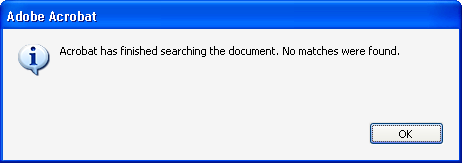 Adobe Acrobat
Acrobat has finished searching the document. No matches were found.
OK